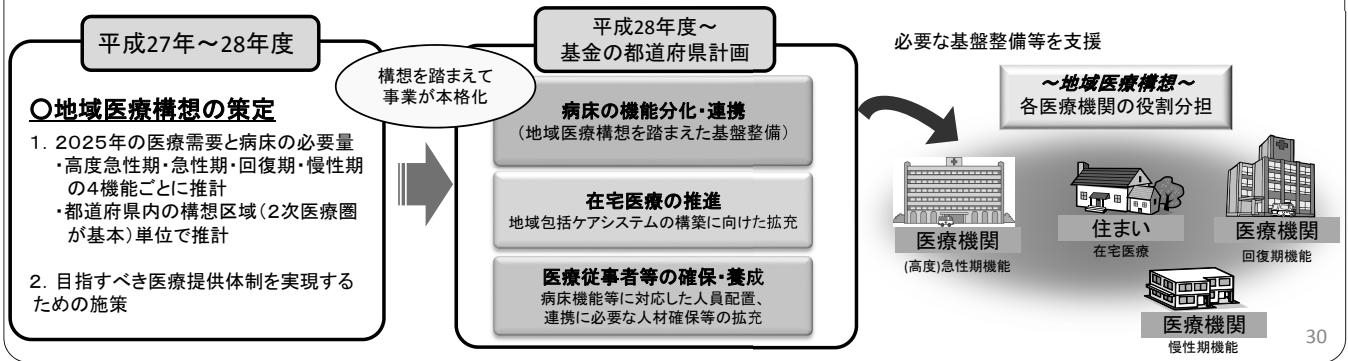 平成27年～28年度
○地域医療構想の策定
1．2025年の医療需要と病床の必要量
・高度急性期・急性期・回復期・慢性期
の4機能ごとに推計
・都道府県内の構想区域（2次医療圏
が基本）単位で推計
2．目指すべき医療提供体制を実現する
ための施策
構想を踏まえて
事業が本格化
平成28年度～
基金の都道府県計画
病床の機能分化・連携
（地域医療構想を踏まえた基盤整備）
在宅医療の推進
地域包括ケアシステムの構築に向けた拡充
医療従事者等の確保・養成
病床機能等に対応した人員配置、
連携に必要な人材確保等の拡充
必要な基盤整備等を支援
～地域医療構想～
各医療機関の役割分担
医療機関
(高度)急性期機能
住まい
在宅医療
医療機関
回復期機能
医療機関
慢性期機能
30